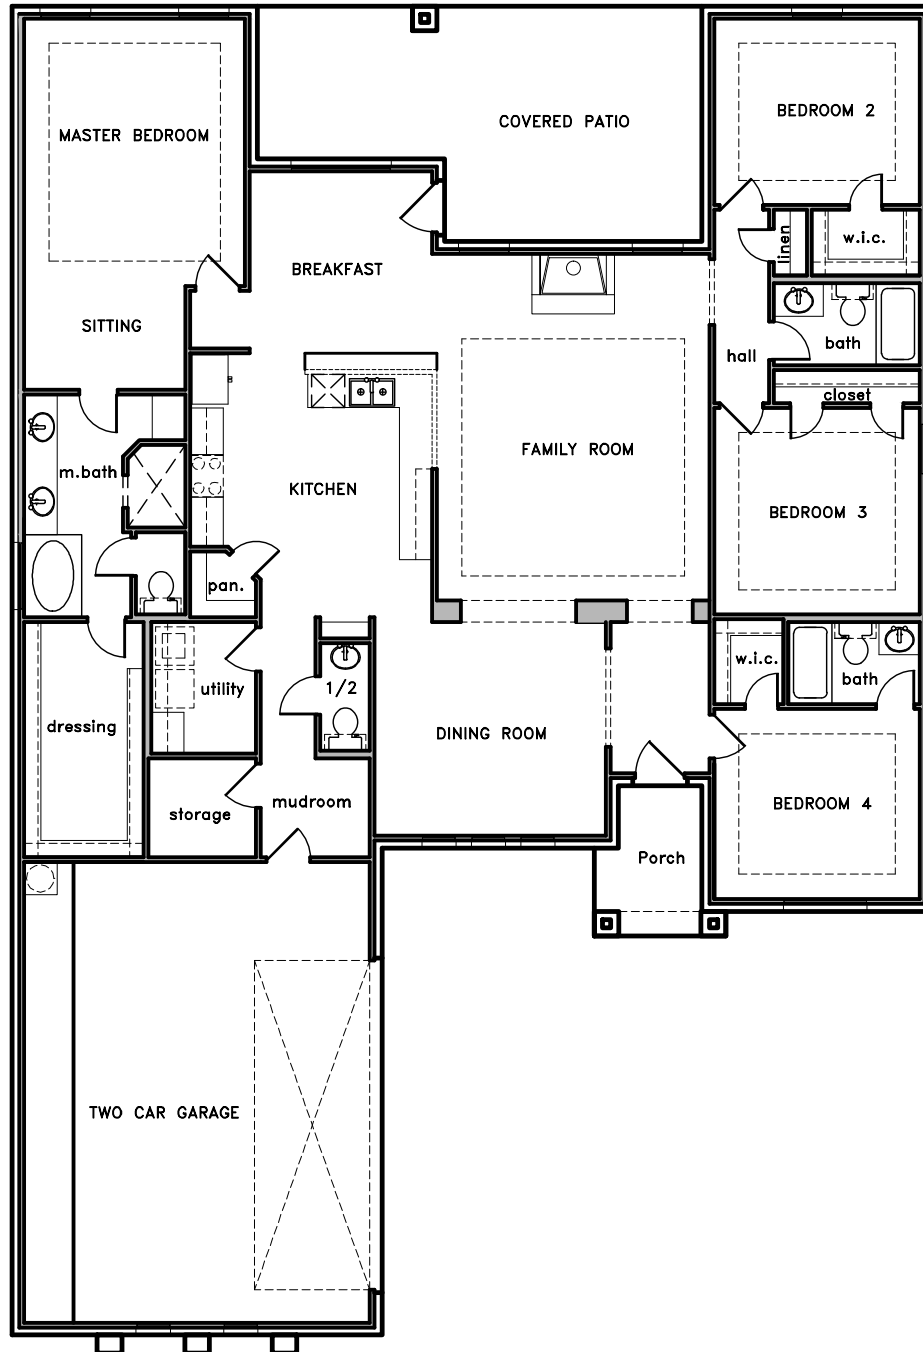 MASTER BEDROOM
COVERED PATIO
BEDROOM 2
BREAKFAST
linen
w.i.c.
SITTING
hall
bath
closet
m.bath
KITCHEN
FAMILY ROOM
BEDROOM 3
pan.
utility
1/2
w.i.c.
bath
dressing
DINING ROOM
storage
mudroom
BEDROOM 4
Porch
TWO CAR GARAGE